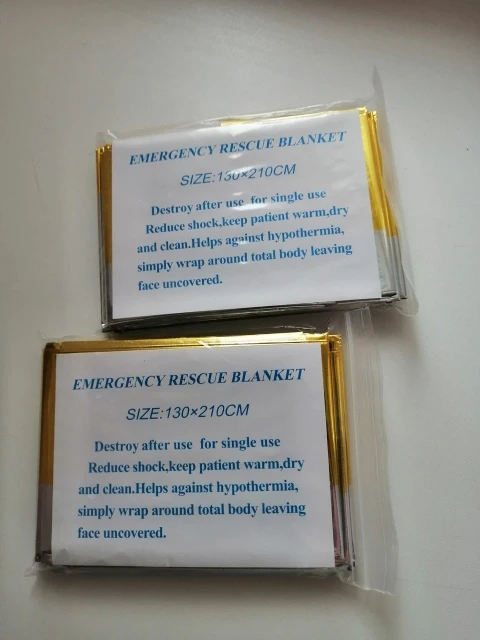 EMERGENCY RESCUE BLANKET
SIZE:130×210CM
Destroy after use for single use
Reduce shock,keep patient warm,dry
and clean.Helps against hypothermia,
simply wrap around total body leaving
face uncovered.
EMERGENCY RESCUE BLANKET
SIZE:130×210CM
Destroy after use for single use
Reduce shock,keep patient warm,dry
and clean.Helps against hypothermia,
simply wrap around total body leaving
face uncovered.